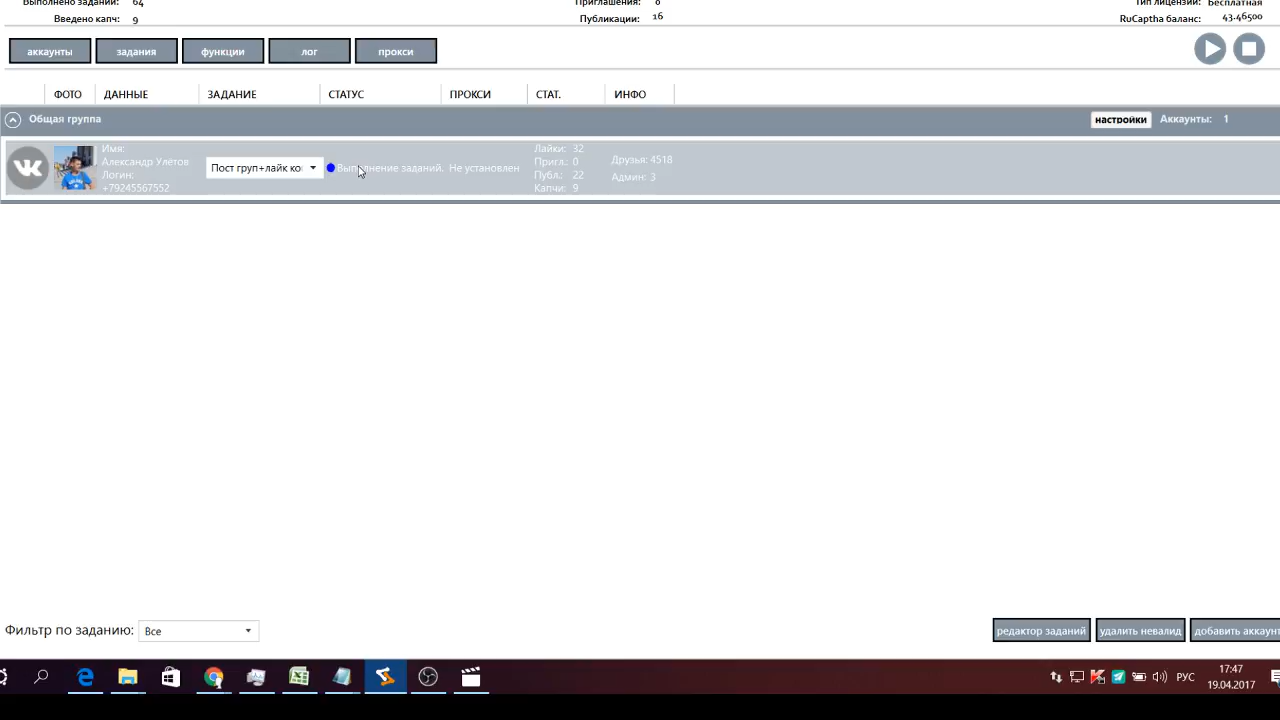 Выполнено заданий: 64 Приглашения: 0 Тип лицензии: Бесплатная
Введено капч: 9 Публикации: 16 RuCaptha баланс: 43.46500
аккаунты задания функции лог прокси
ФОТО ДАННЫЕ ЗАДАНИЕ СТАТУС ПРОКСИ СТАТ. ИНФО
Общая группа настройки Аккаунты: 1
Имя: Лайки: 32
Александр Улётов Пригл.: 0 Друзья: 4518
Пост груп+лайк ко Выполнение заданий. Не установлен
Логин: Публ.: 22 Админ: 3
+79245567552 Капчи: 9
Фильтр по заданию: Все редактор заданий удалить невалид добавить аккаунт
17:47
РУС
19.04.2017